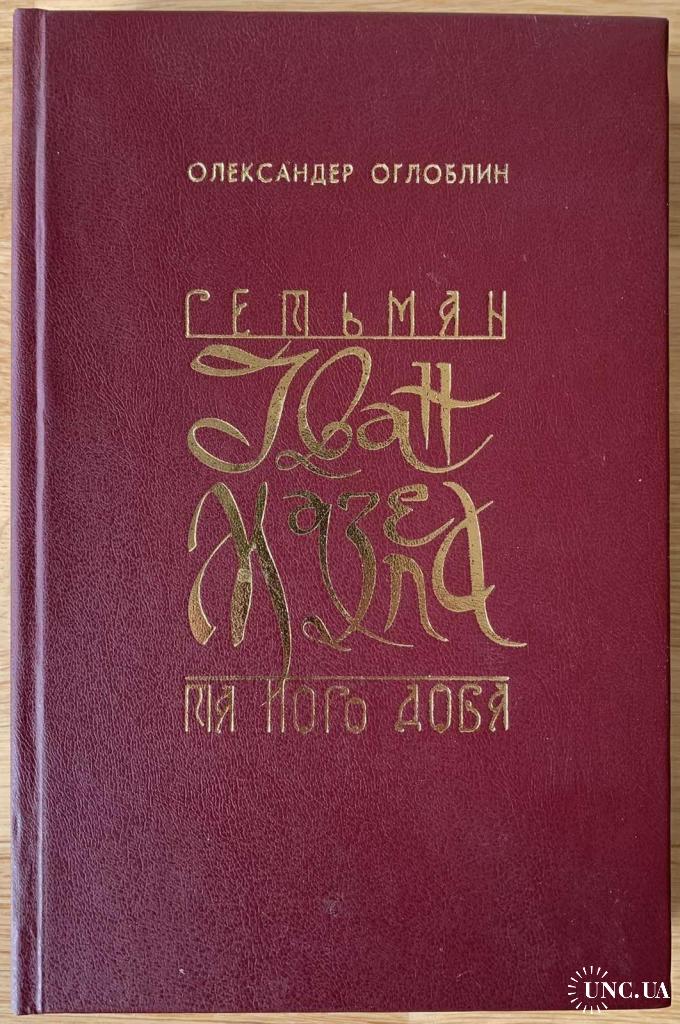 ОЛЕКСАНДЕР ОГЛОБЛИН
ГЕТЬМАН
Іван
Мазепа
ТА ЙОГО ДОБА
UNC.UA